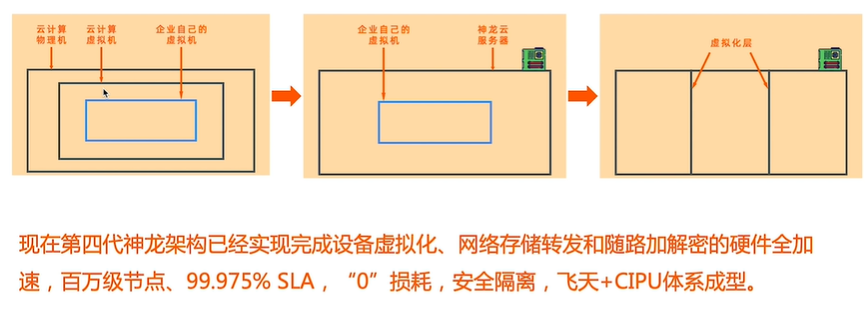 云计算
物理机
云计算
虚拟机
企业自己的
虚拟机
企业自己的
虚拟机
神龙云
服务器
虚拟化层
现在第四代神龙架构已经实现完成设备虚拟化、网络存储转发和随路加解密的硬件全加
速，百万级节点、99.975% SLA，“0”损耗，安全隔离，飞天+CIPU体系成型。